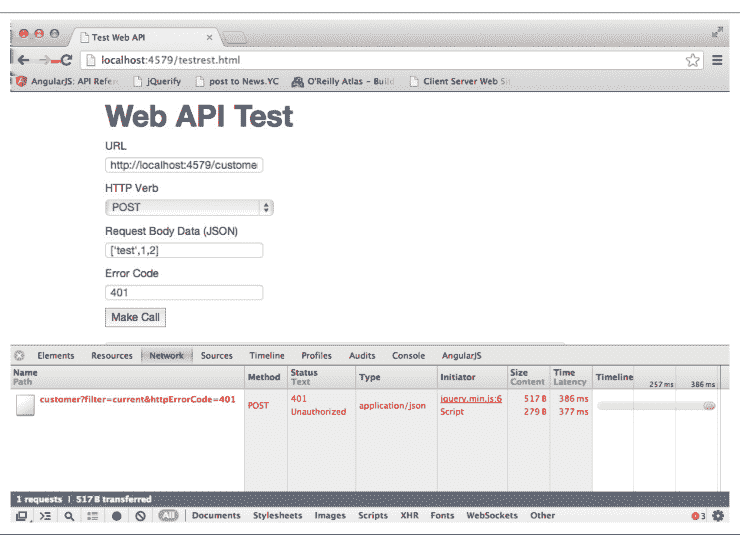 Test Web API
localhost:4579/testrest.html
AngularJS: API Refer jQuerify post to News.YC O'Reilly Atlas - Build Client Server Web
Web API Test
URL
http://localhost:4579/custome
HTTP Verb
POST
Request Body Data (JSON)
['test',1,2]
Error Code
401
Make Call
Elements Resources Network Sources Timeline Profiles Audits Console AngularJS
Name Method Status Type Initiator Size Time Timeline 257 ms 386 ms
Path Text Content Latency
customer?filter=current&httpErrorCode=401 POST 401 application/json jquery.min.js:6 517 B 386 ms
Unauthorized Script 279 B 377 ms
1 requests | 517 B transferred
All Documents Stylesheets Images Scripts XHR Fonts WebSockets Other 3